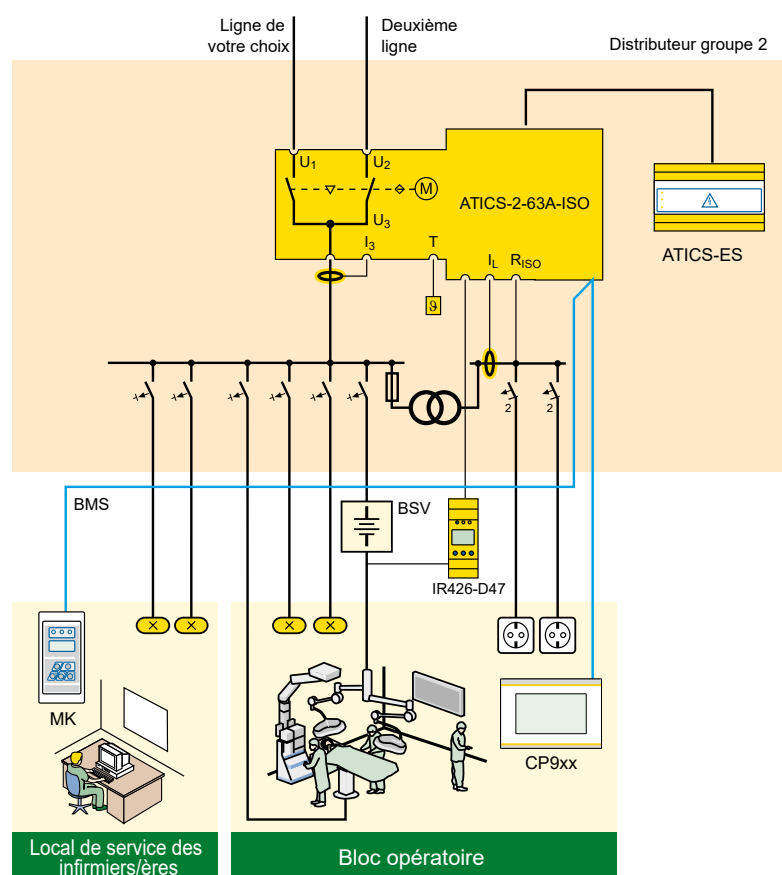 Ligne de
votre choix
Deuxième
ligne
Distributeur groupe 2
U1
U2
M
U3
ATICS-2-63A-ISO
I3
T
IL
RISO
ATICS-ES
ϑ
2
2
BMS
BSV
IR426-D47
MK
CP9xx
Local de service des
infirmiers/ères
Bloc opératoire